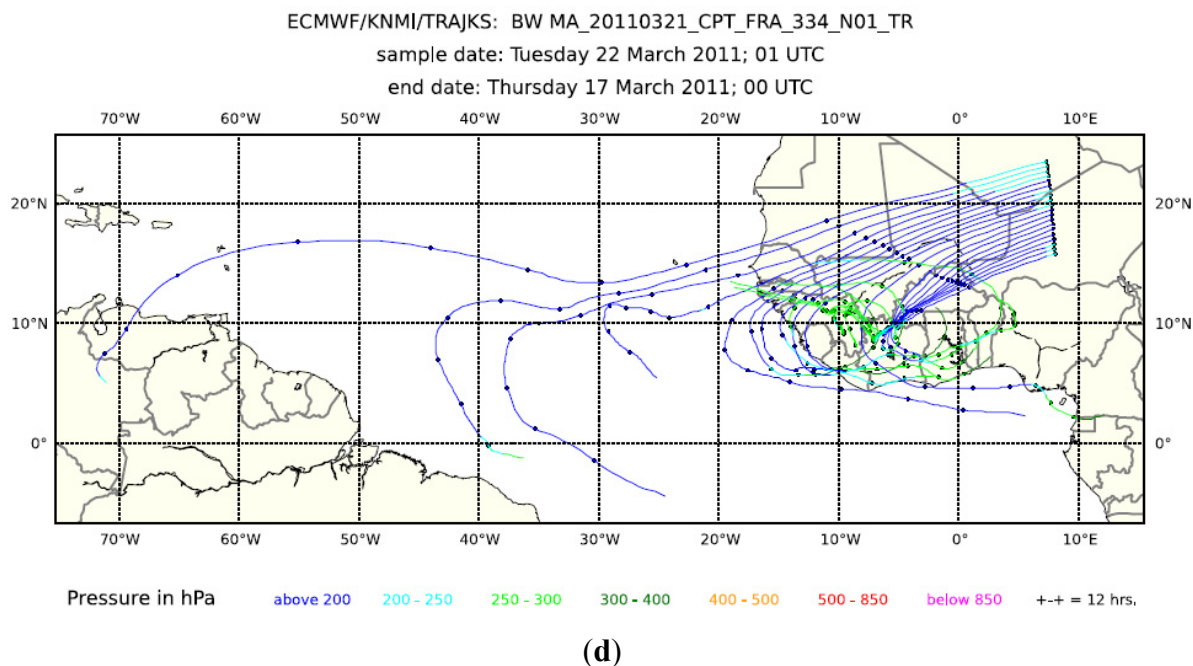 ECMWF/KNMI/TRAJKS: BW MA_20110321_CPT_FRA_334_N01_TR
sample date: Tuesday 22 March 2011; 01 UTC
end date: Thursday 17 March 2011; 00 UTC
70°W 60°W 50°W 40°W 30°W 20°W 10°W 0° 10°E
20°N 20°N
10°N 10°N
0° 0°
70°W 60°W 50°W 40°W 30°W 20°W 10°W 0° 10°E
Pressure in hPa above 200 200 - 250 250 - 300 300 - 400 400 - 500 500 - 850 below 850 +-+ = 12 hrs,
(d)